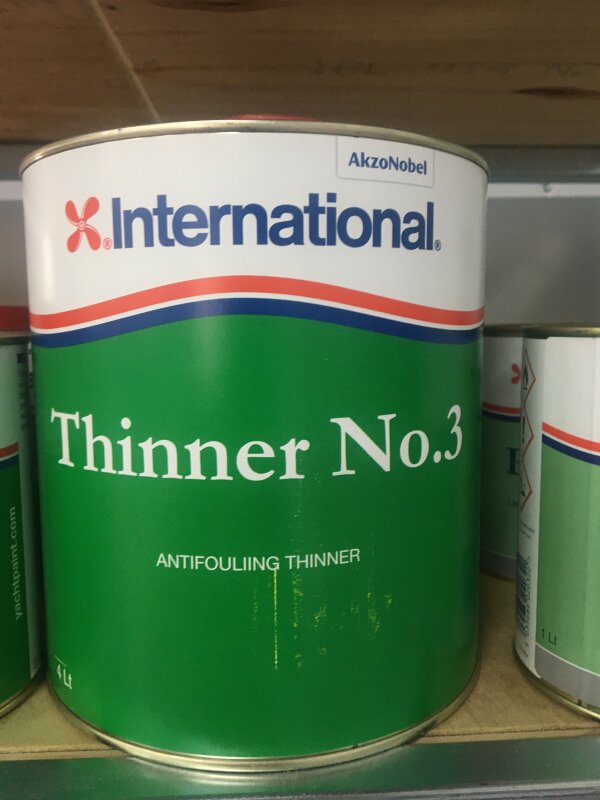 AkzoNobel
International
Thinner No.3
ANTIFOULIING THINNER
4 Lt
yachtpaint.com
1 Lt